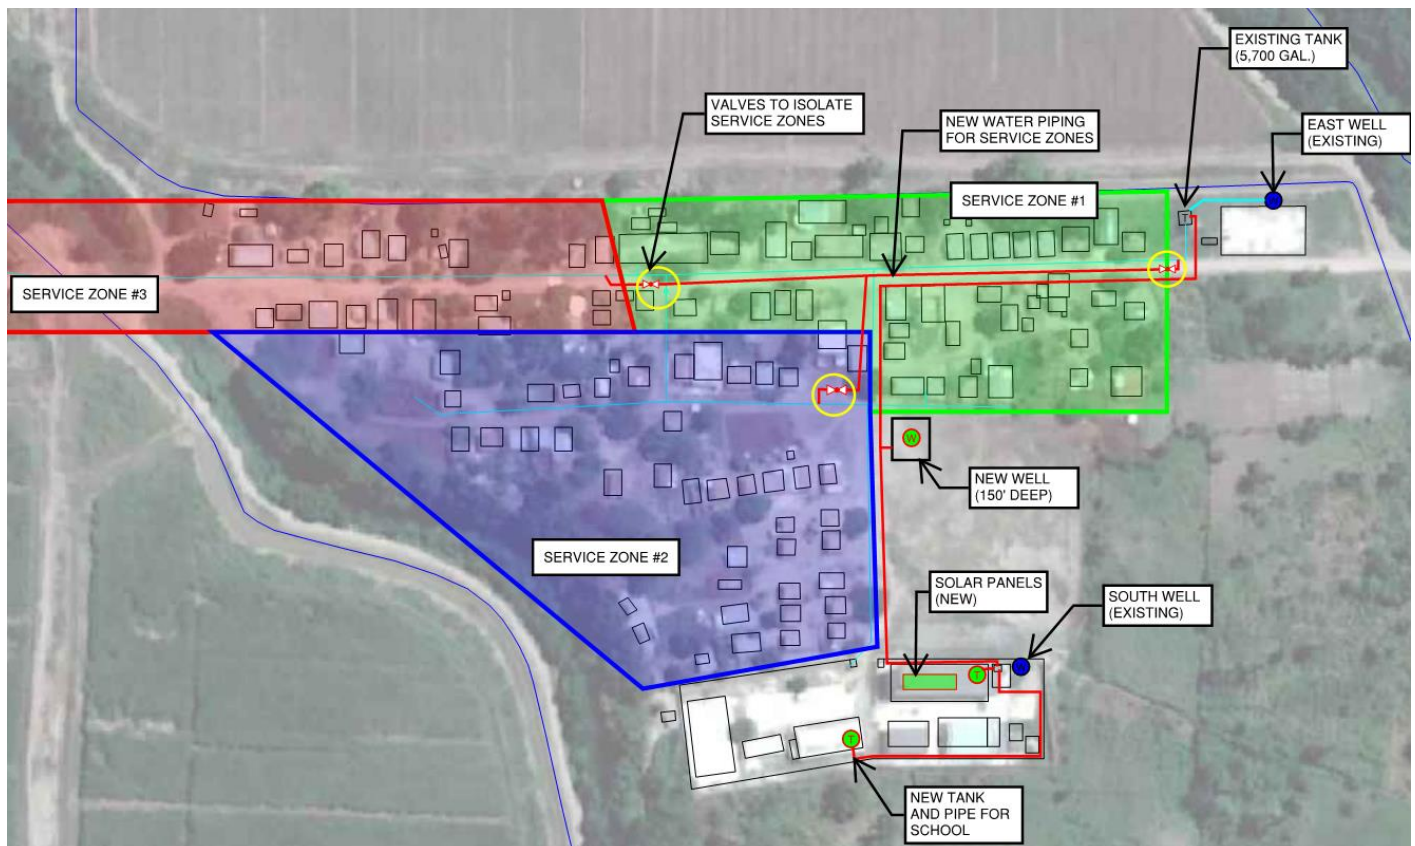 EXISTING TANK
(5,700 GAL.)
VALVES TO ISOLATE
SERVICE ZONES
NEW WATER PIPING
FOR SERVICE ZONES
EAST WELL
(EXISTING)
SERVICE ZONE #1
T
SERVICE ZONE #3
W
NEW WELL
(150' DEEP)
SERVICE ZONE #2
SOLAR PANELS
(NEW)
SOUTH WELL
(EXISTING)
T
T
NEW TANK
AND PIPE FOR
SCHOOL